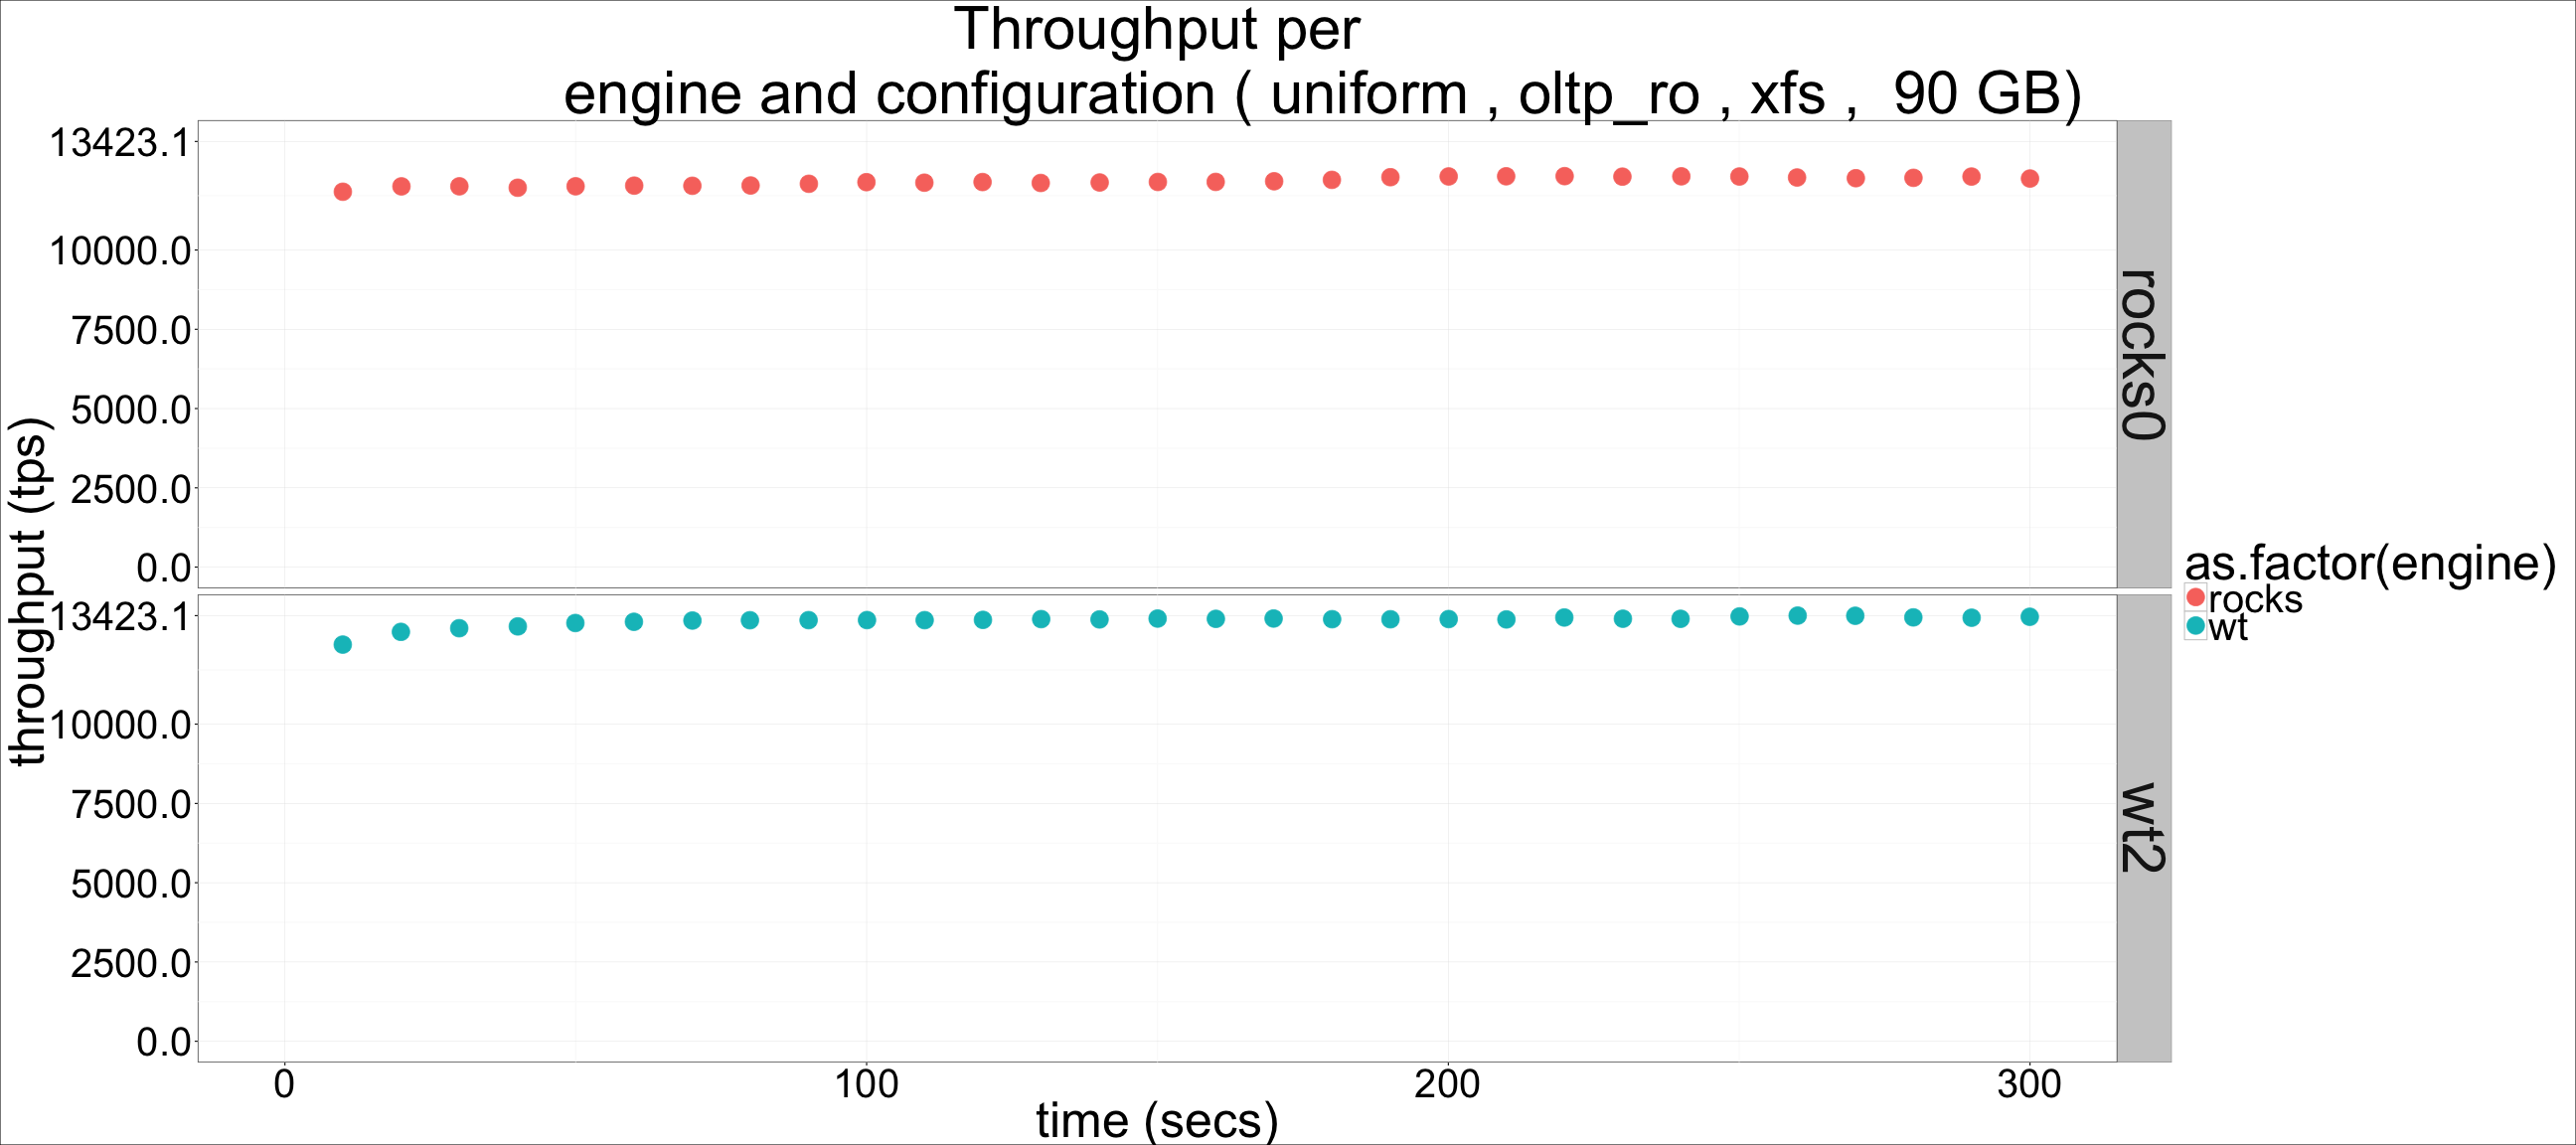 Throughput per
engine and configuration ( uniform , oltp_ro , xfs ,  90 GB)
throughput (tps)
13423.1
10000.0
7500.0
5000.0
2500.0
0.0
rocks0
13423.1
10000.0
7500.0
5000.0
2500.0
0.0
wt2
0 100 200 300
time (secs)
as.factor(engine)
rocks
wt